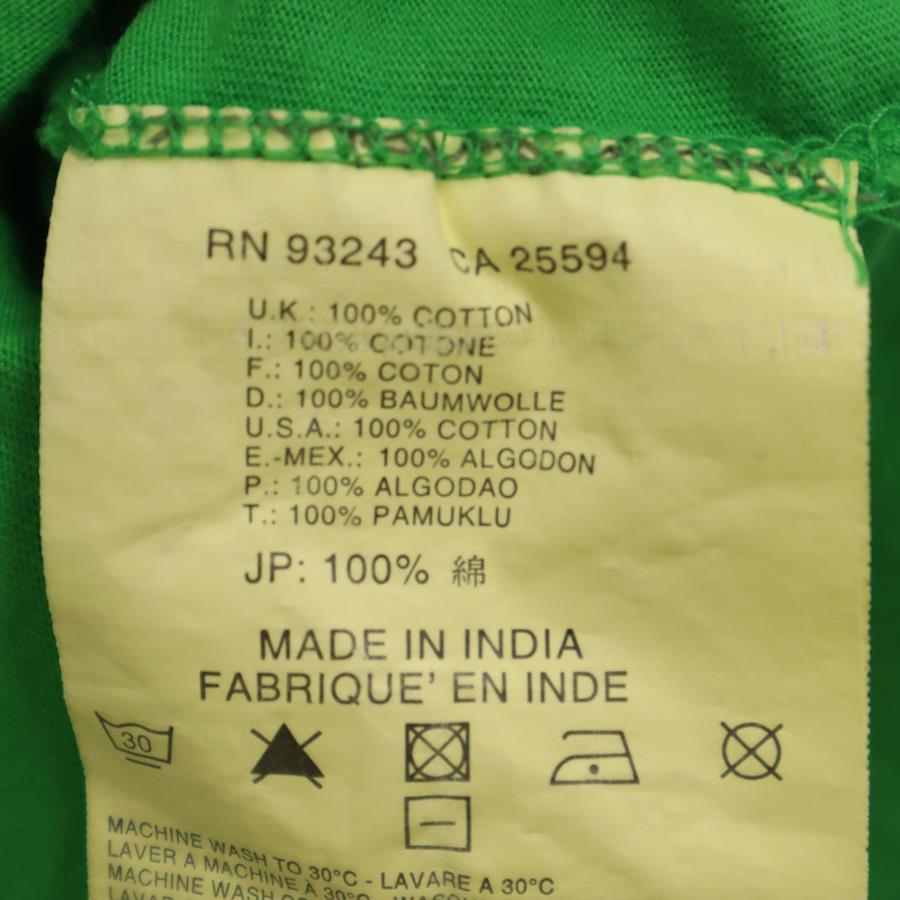 RN 93243 CA 25594
U.K.: 100% COTTON
I.: 100% COTONE
F.: 100% COTON
D.: 100% BAUMWOLLE
U.S.A.: 100% COTTON
E.-MEX.: 100% ALGODON
P.: 100% ALGODAO
T.: 100% PAMUKLU
JP: 100% 綿
MADE IN INDIA
FABRIQUE' EN INDE
30
MACHINE WASH TO 30°C - LAVARE A 30°C
LAVER A MACHINE À 30°C -
MACHINE WASH